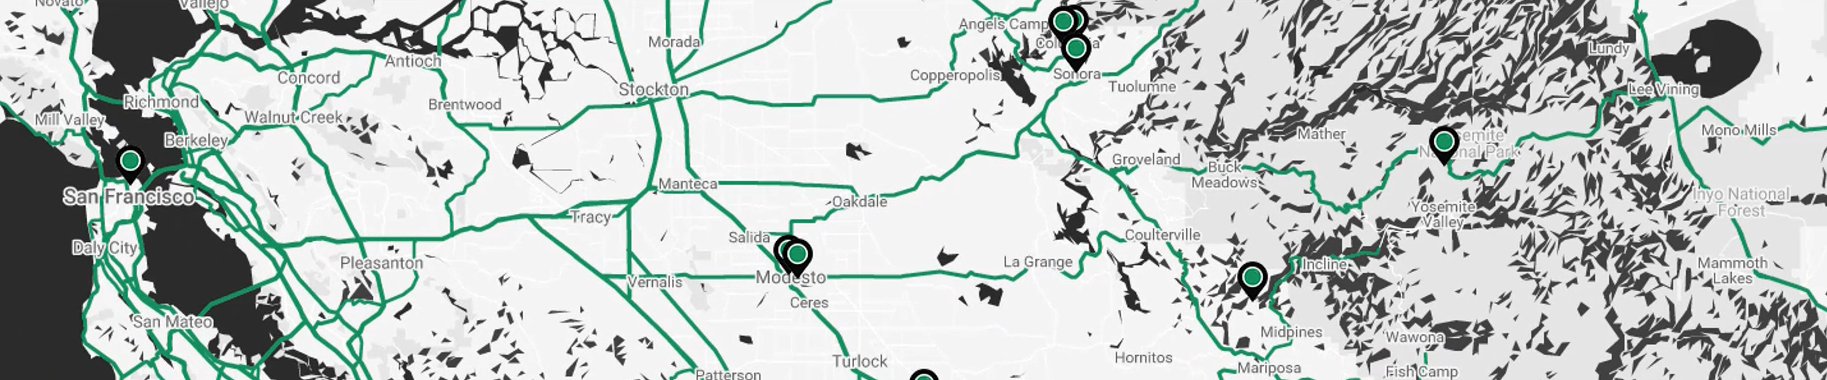 Novato
Vallejo
Angels Camp
Morada
Lundy
Antioch
Concord
Copperopolis
Sonora
Stockton
Tuolumne
Lee Vining
Richmond
Brentwood
Mill Valley
Walnut Creek
Mono Mills
Mather
Berkeley
National Park
Groveland
Buck
Meadows
Manteca
San Francisco
Inyo National
Forest
Oakdale
Yosemite
Valley
Tracy
Salida
Coulterville
Daly City
Pleasanton
La Grange
Incline
Mammoth
Lakes
Modesto
Vernalis
Ceres
San Mateo
Midpines
Wawona
Turlock
Hornitos
Mariposa
Fish Camp
Patterson